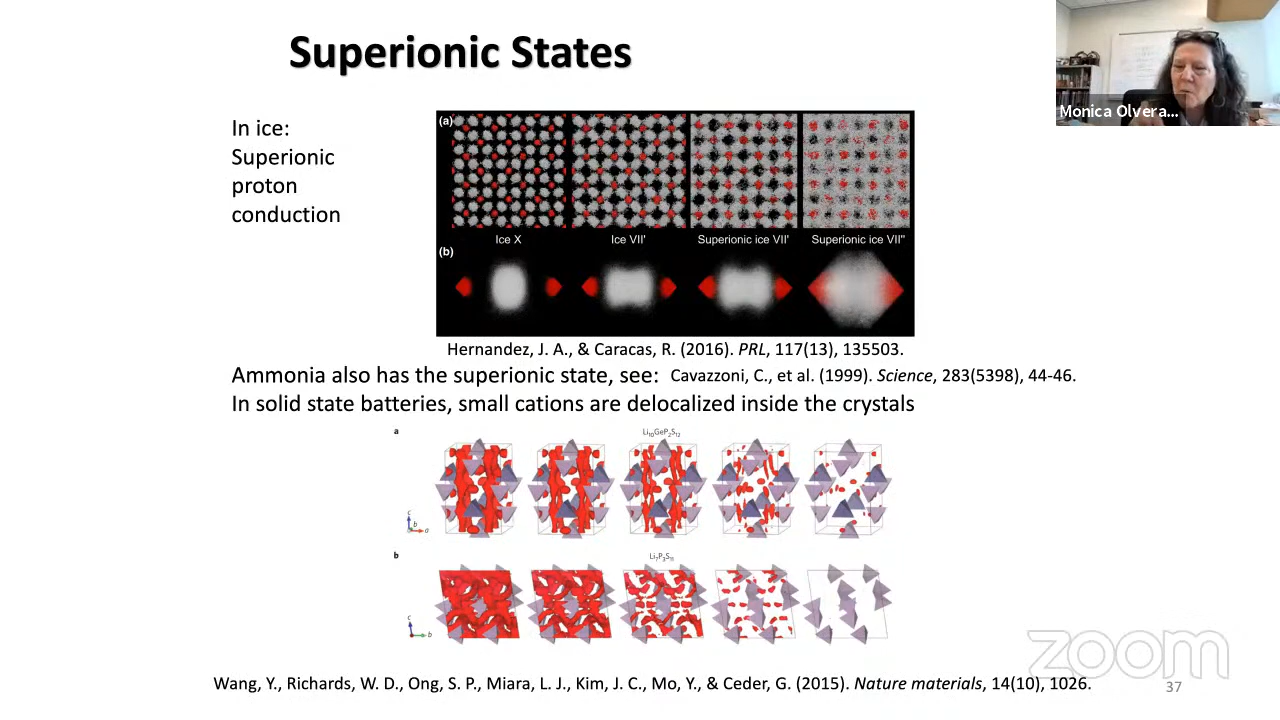 Superionic States
Monica Olvera...
In ice:
Superionic
proton
conduction
(a)
Ice X
Ice VII'
Superionic ice VII'
Superionic ice VII"
(b)
Hernandez, J. A., & Caracas, R. (2016). PRL, 117(13), 135503.
Ammonia also has the superionic state, see: Cavazzoni, C., et al. (1999). Science, 283(5398), 44-46.
In solid state batteries, small cations are delocalized inside the crystals
a
Li10GeP2S12
c
b
a
b
Li7P3S11
c
b
zoom
Wang, Y., Richards, W. D., Ong, S. P., Miara, L. J., Kim, J. C., Mo, Y., & Ceder, G. (2015). Nature materials, 14(10), 1026.
37